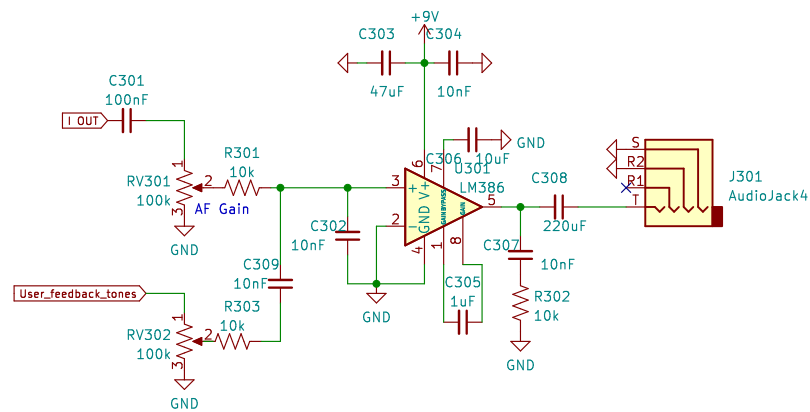 +9V
C303
C304
47uF
10nF
C301
100nF
I OUT
1
R301
10k
RV301
100k
2
3
AF Gain
GND
C302
10nF
C309
10nF
User_feedback_tones
R303
10k
1
RV302
100k
2
3
GND
C306
10uF
GND
U301
LM386
6
7
3
+
V+
BYPASS
GAIN
GAIN
2
-
GND
5
4
1
8
GND
C305
1uF
C308
220uF
C307
10nF
R302
10k
GND
S
R2
R1
T
J301
AudioJack4